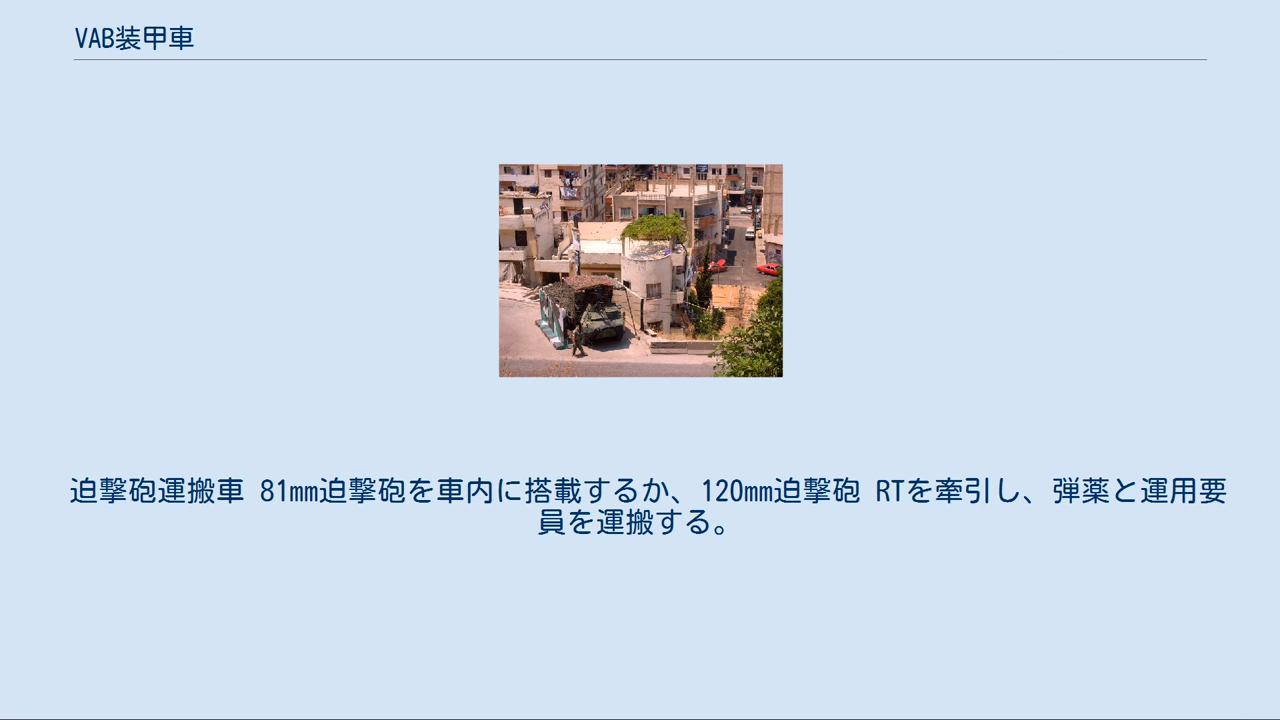 VAB装甲車
迫撃砲運搬車 81mm迫撃砲を車内に搭載するか、120mm迫撃砲 RTを牽引し、弾薬と運用要
員を運搬する。